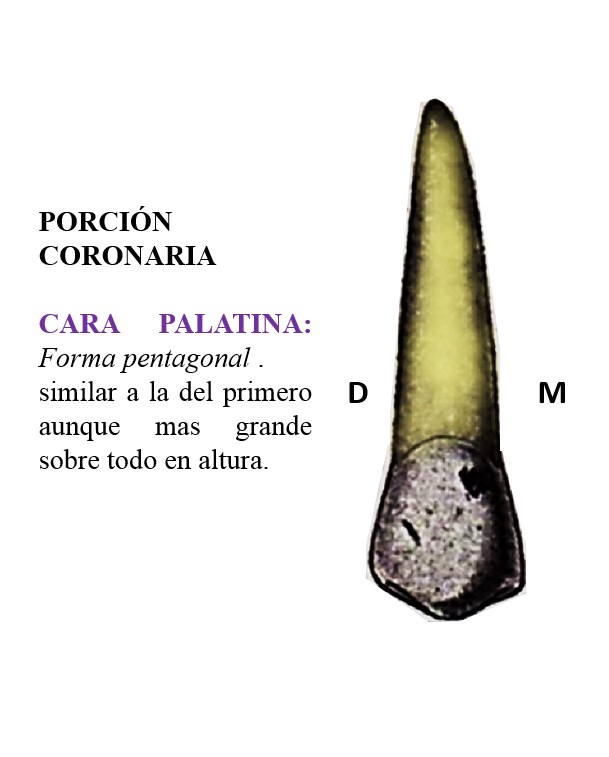 PORCIÓN
CORONARIA
CARA PALATINA:
Forma pentagonal .
similar a la del primero
aunque mas grande
sobre todo en altura.
D
M